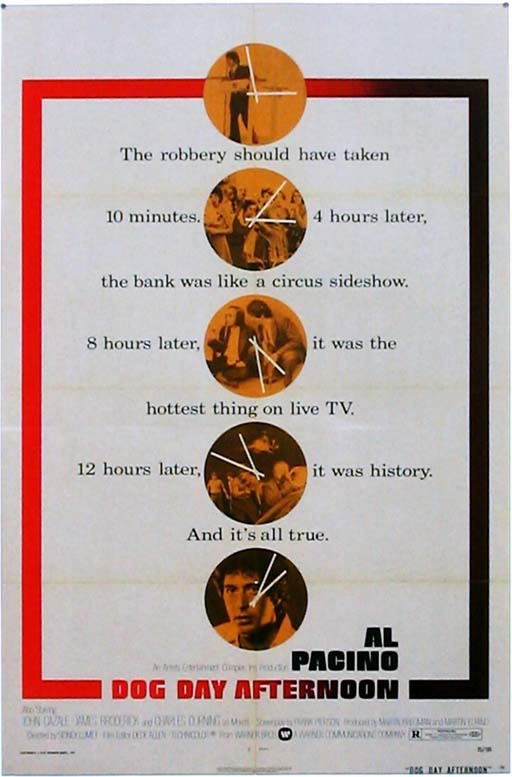 The robbery should have taken
10 minutes. 4 hours later,
the bank was like a circus sideshow.
8 hours later, it was the
hottest thing on live TV.
12 hours later, it was history.
And it's all true.
AL
PACINO
An Artists Entertainment Complex Inc. Production
DOG DAY AFTERNOON
Also Starring
JOHN CAZALE JAMES BRODERICK and CHARLES DURNING as Moretti Screenplay by FRANK PIERSON Produced by MARTIN BREGMAN and MARTIN ELFAND
Directed by SIDNEY LUMET Film Editor DEDE ALLEN TECHNICOLOR® From WARNER BROS A WARNER COMMUNICATIONS COMPANY R
"DOG DAY AFTERNOON"